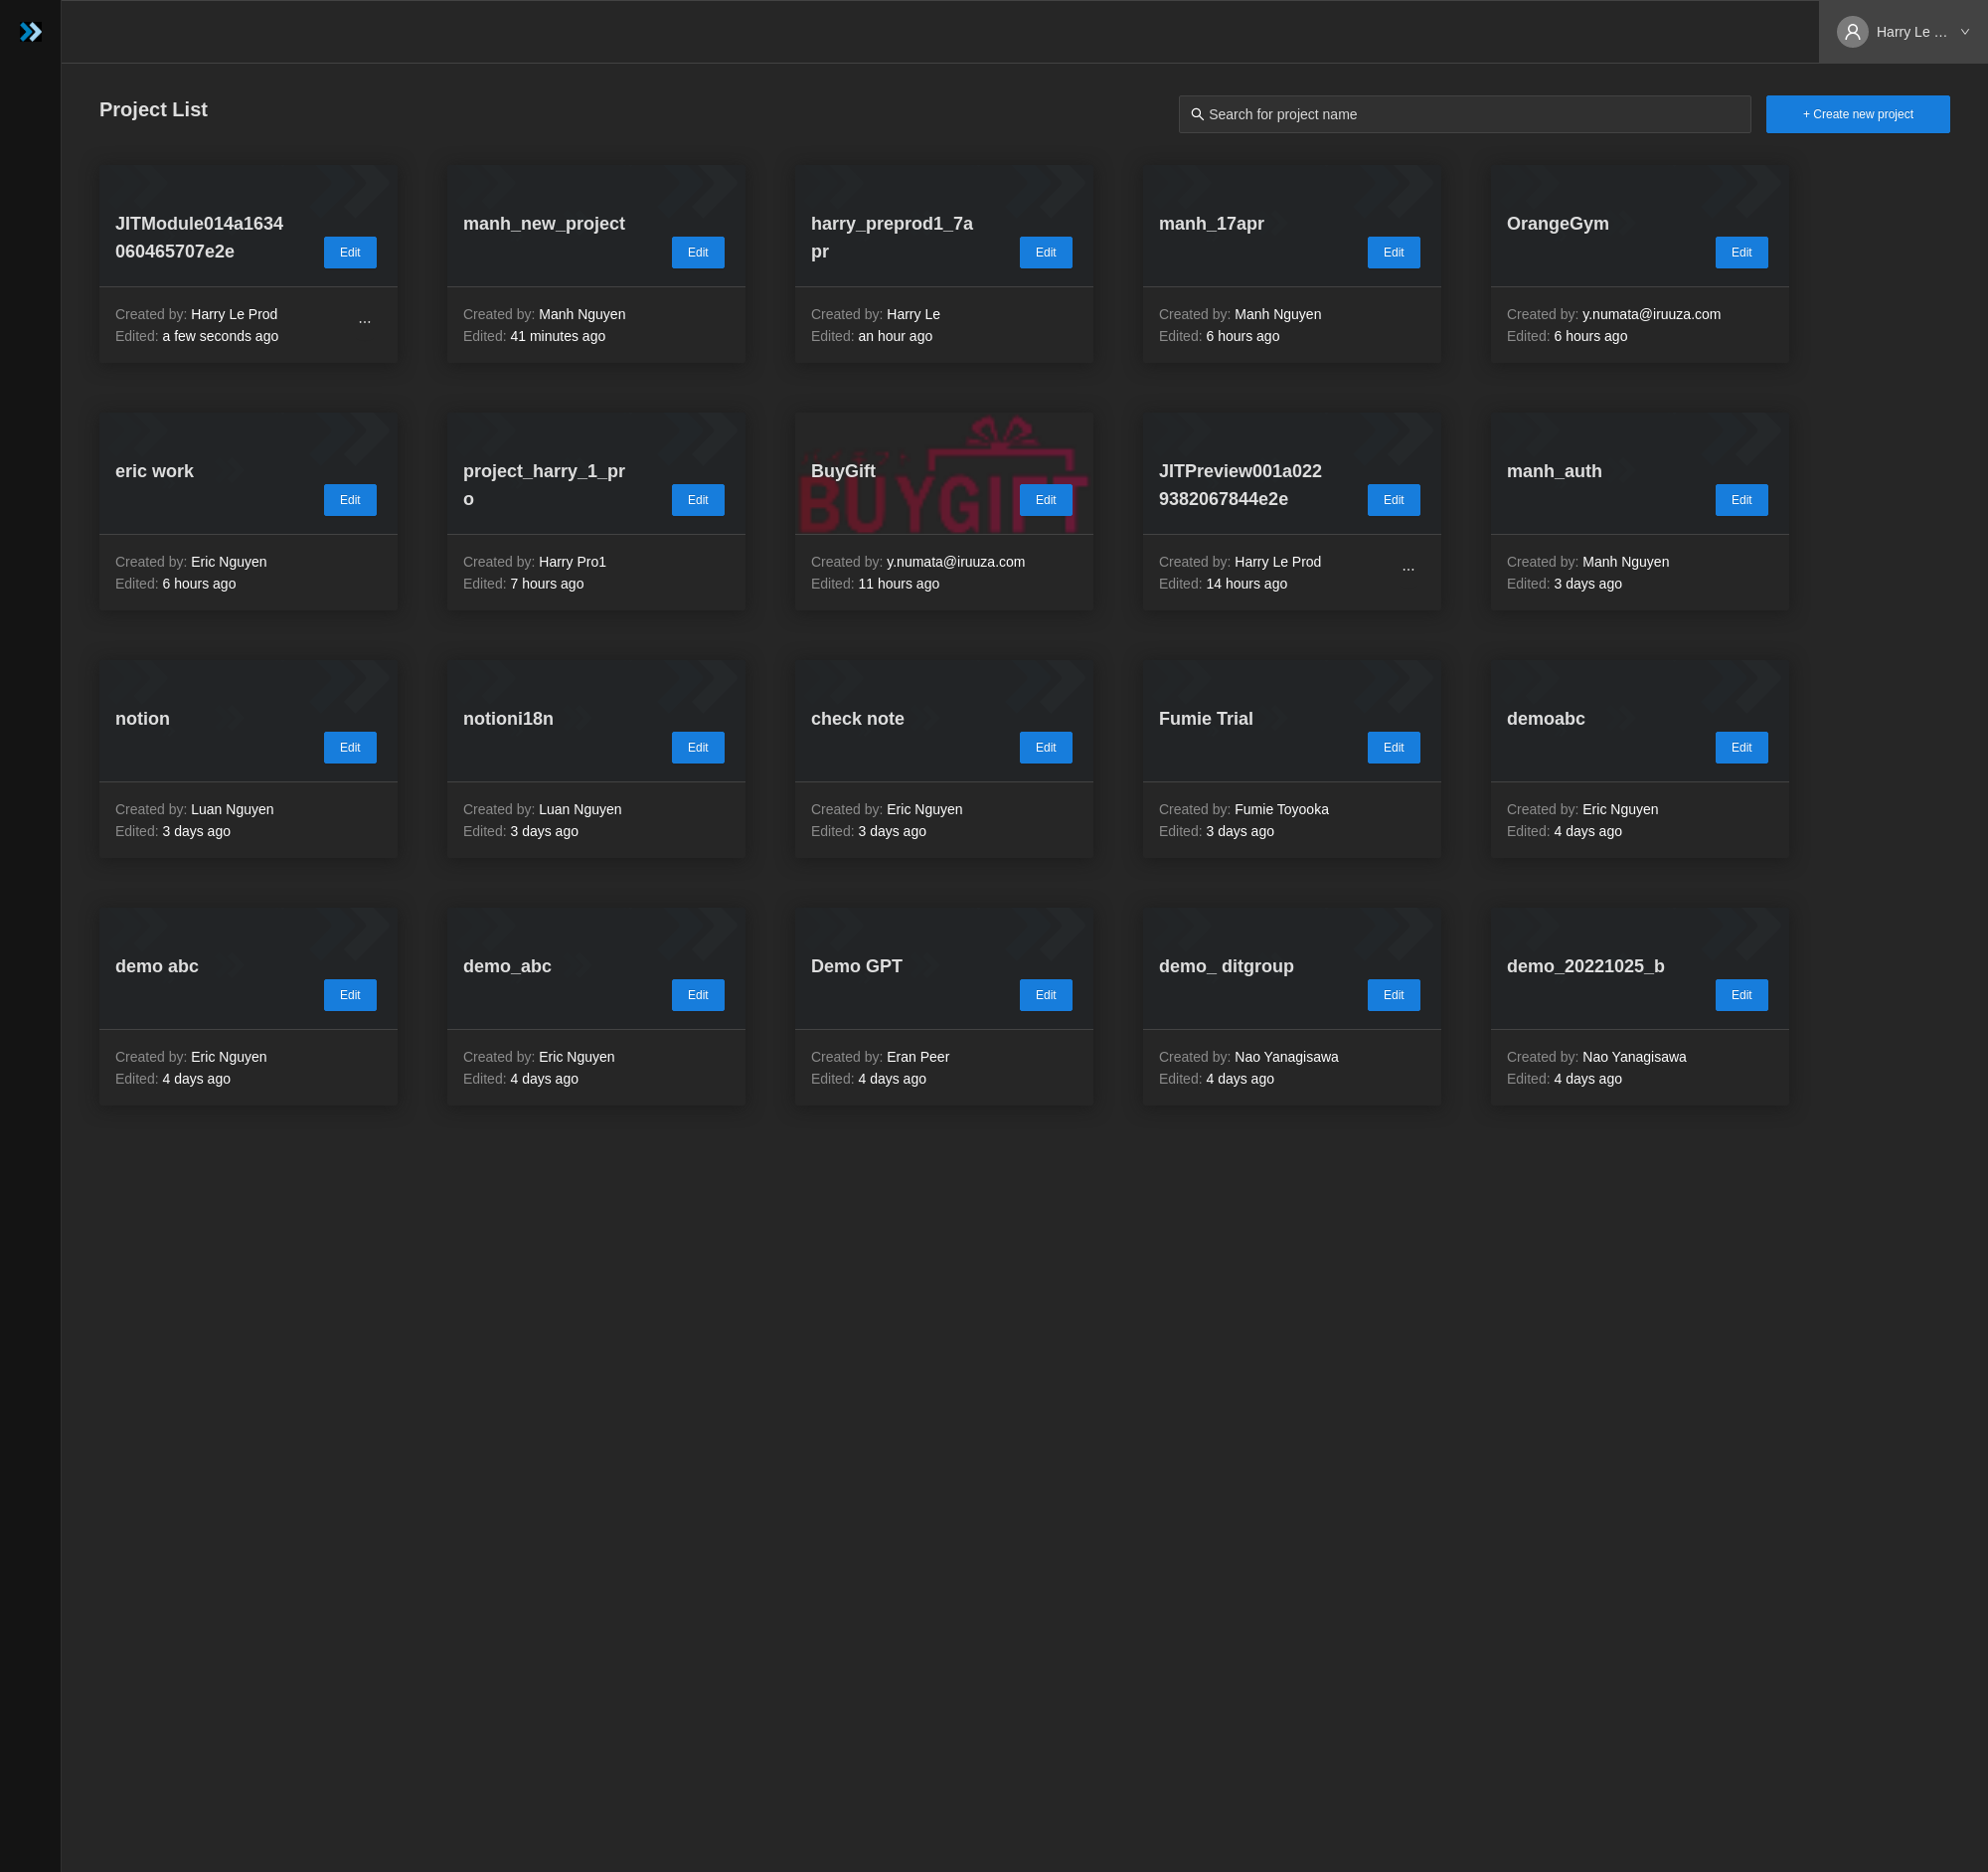 Harry Le ...
Project List
Search for project name
+ Create new project
JITModule014a1634
060465707e2e
Edit
Created by: Harry Le Prod
Edited: a few seconds ago
...
manh_new_project
Edit
Created by: Manh Nguyen
Edited: 41 minutes ago
harry_preprod1_7a
pr
Edit
Created by: Harry Le
Edited: an hour ago
manh_17apr
Edit
Created by: Manh Nguyen
Edited: 6 hours ago
OrangeGym
Edit
Created by: y.numata@iruuza.com
Edited: 6 hours ago
eric work
Edit
Created by: Eric Nguyen
Edited: 6 hours ago
project_harry_1_pr
o
Edit
Created by: Harry Pro1
Edited: 7 hours ago
BuyGift
BUYGIFT
Edit
Created by: y.numata@iruuza.com
Edited: 11 hours ago
JITPreview001a022
9382067844e2e
Edit
Created by: Harry Le Prod
Edited: 14 hours ago
...
manh_auth
Edit
Created by: Manh Nguyen
Edited: 3 days ago
notion
Edit
Created by: Luan Nguyen
Edited: 3 days ago
notioni18n
Edit
Created by: Luan Nguyen
Edited: 3 days ago
check note
Edit
Created by: Eric Nguyen
Edited: 3 days ago
Fumie Trial
Edit
Created by: Fumie Toyooka
Edited: 3 days ago
demoabc
Edit
Created by: Eric Nguyen
Edited: 4 days ago
demo abc
Edit
Created by: Eric Nguyen
Edited: 4 days ago
demo_abc
Edit
Created by: Eric Nguyen
Edited: 4 days ago
Demo GPT
Edit
Created by: Eran Peer
Edited: 4 days ago
demo_ ditgroup
Edit
Created by: Nao Yanagisawa
Edited: 4 days ago
demo_20221025_b
Edit
Created by: Nao Yanagisawa
Edited: 4 days ago